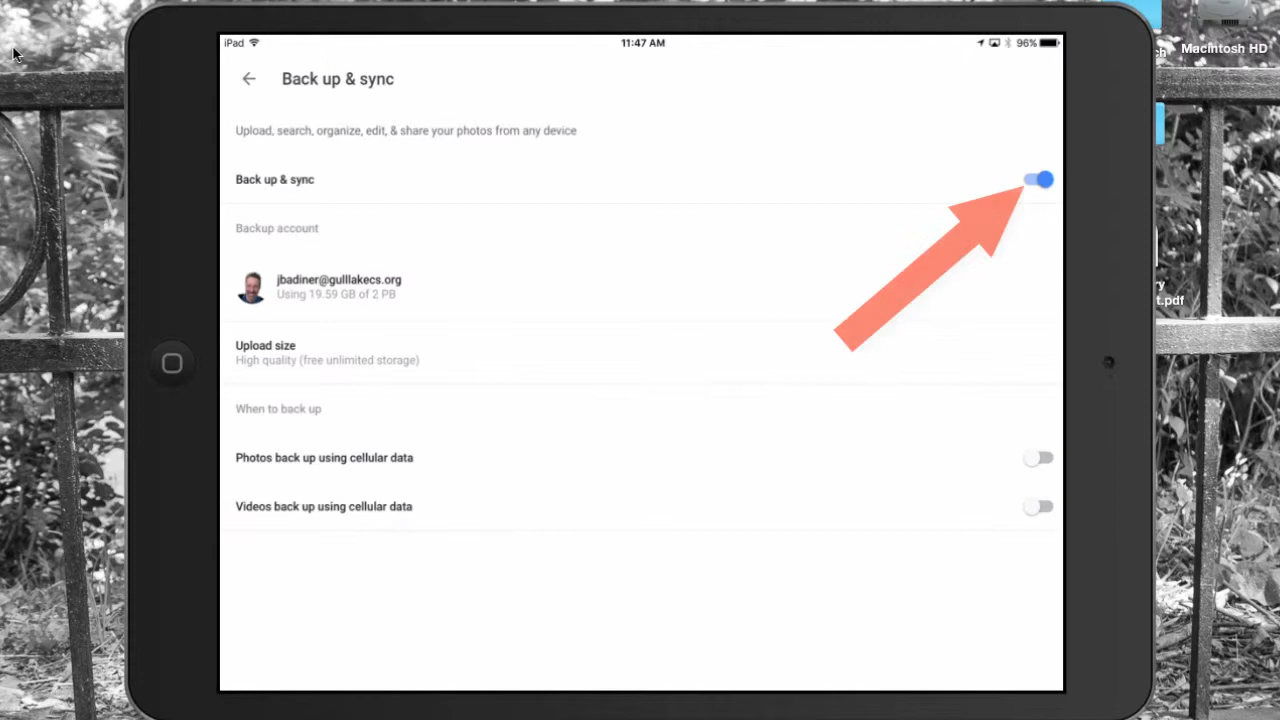 iPad
11:47 AM
96%
Macintosh HD
Back up & sync
Upload, search, organize, edit, & share your photos from any device
Back up & sync
Backup account
jbadiner@gulllakecs.org
Using 19.59 GB of 2 PB
t.pdf
Upload size
High quality (free unlimited storage)
When to back up
Photos back up using cellular data
Videos back up using cellular data